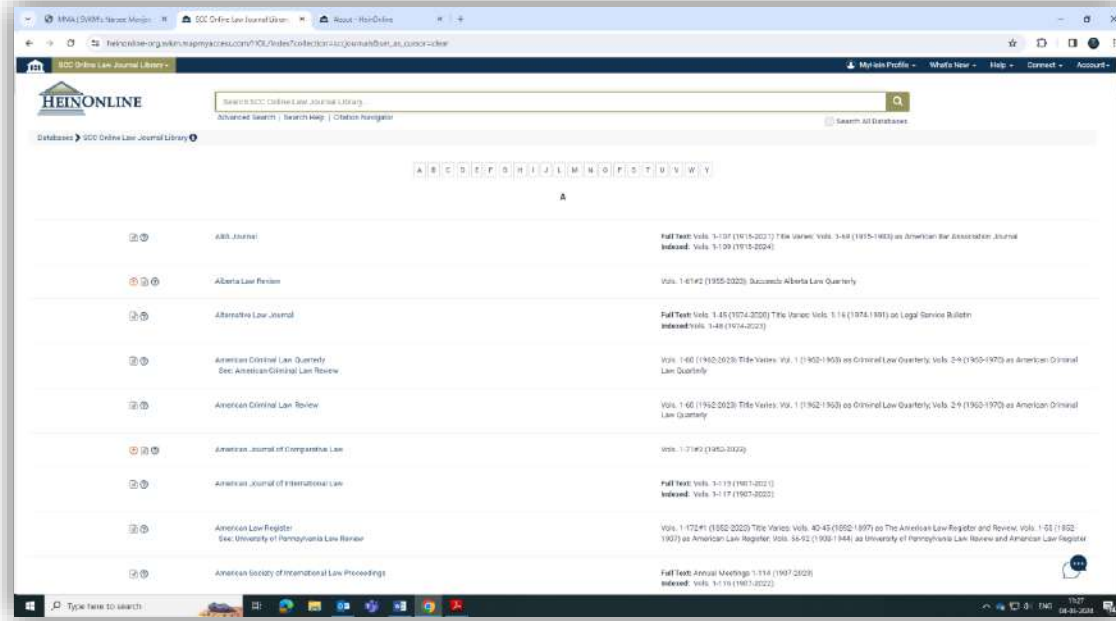 SCC Online Law Journal Librar
About - HeinOnline
SCC Online Law Journal Library
MyHein Profile What's New Help Connect Account
HEINONLINE
Search SCC Online Law Journal Library...
Advanced Search | Search Help | Citation Navigator
Search All Databases
Databases SCC Online Law Journal Library
A B C D E F G H I J L M N O P S T U V W Y
A
ABA Journal
Full Text: Vols. 1-107 (1915-2021) Title Varies: Vols. 1-69 (1915-1983) as American Bar Association Journal
Indexed: Vols. 1-109 (1915-2024)
Alberta Law Review
Vols. 1-61#2 (1955-2023) Succeeds Alberta Law Quarterly
Alternative Law Journal
Full Text: Vols. 1-45 (1974-2020) Title Varies: Vols. 1-16 (1974-1991) as Legal Service Bulletin
Indexed: Vols. 1-48 (1974-2023)
American Criminal Law Quarterly
See: American Criminal Law Review
Vols. 1-60 (1962-2023) Title Varies: Vol. 1 (1962-1963) as Criminal Law Quarterly; Vols. 2-9 (1963-1970) as American Criminal
Law Quarterly
American Criminal Law Review
Vols. 1-60 (1962-2023) Title Varies: Vol. 1 (1962-1963) as Criminal Law Quarterly; Vols. 2-9 (1963-1970) as American Criminal
Law Quarterly
American Journal of Comparative Law
Vols. 1-71#2 (1952-2023)
American Journal of International Law
Full Text: Vols. 1-115 (1907-2021)
Indexed: Vols. 1-117 (1907-2023)
American Law Register
See: University of Pennsylvania Law Review
Vols. 1-172#1 (1852-2023) Title Varies: Vols. 40-45 (1892-1897) as The American Law Register and Review; Vols. 1-55 (1852-
1907) as American Law Register; Vols. 56-92 (1908-1944) as University of Pennsylvania Law Review and American Law Register
American Society of International Law Proceedings
Full Text: Annual Meetings 1-114 (1907-2020)
Indexed: Vols. 1-116 (1907-2022)
Type here to search
ENG
11:27